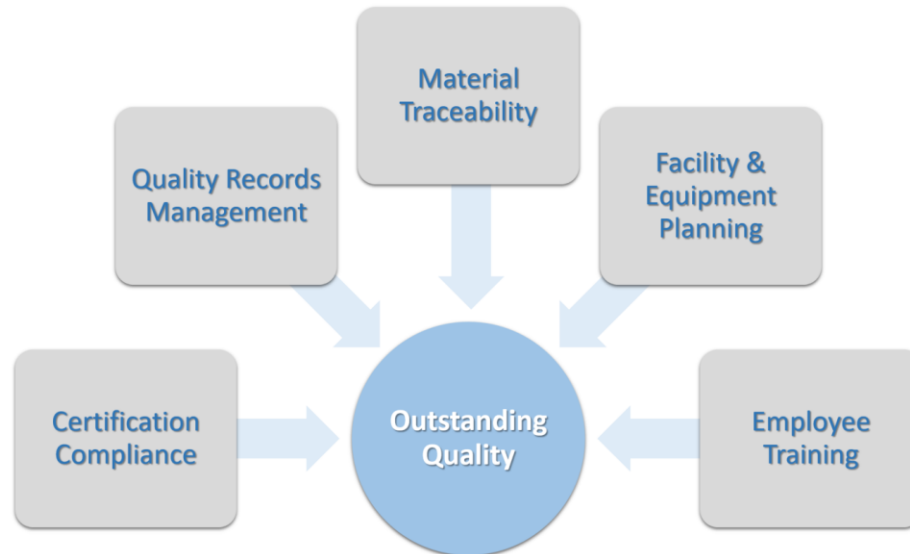 Material
Traceability
Quality Records
Management
Facility &
Equipment
Planning
Certification
Compliance
Outstanding
Quality
Employee
Training